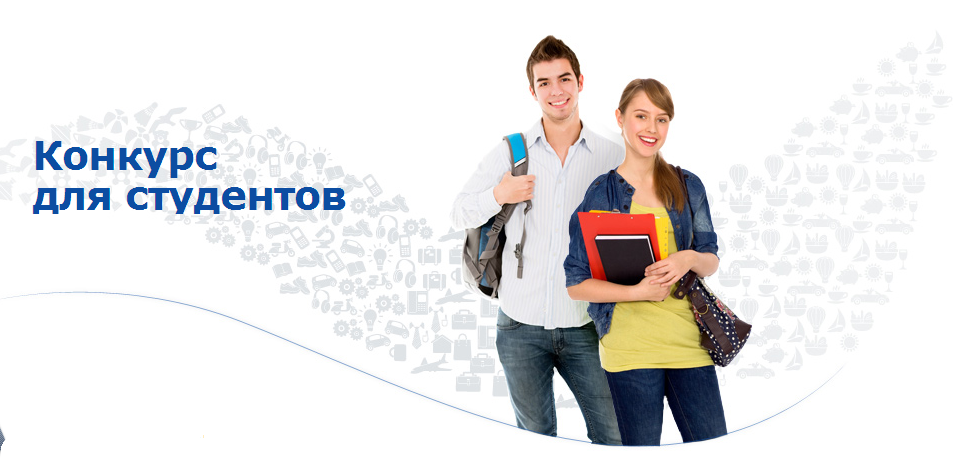 Конкурс
для студентов